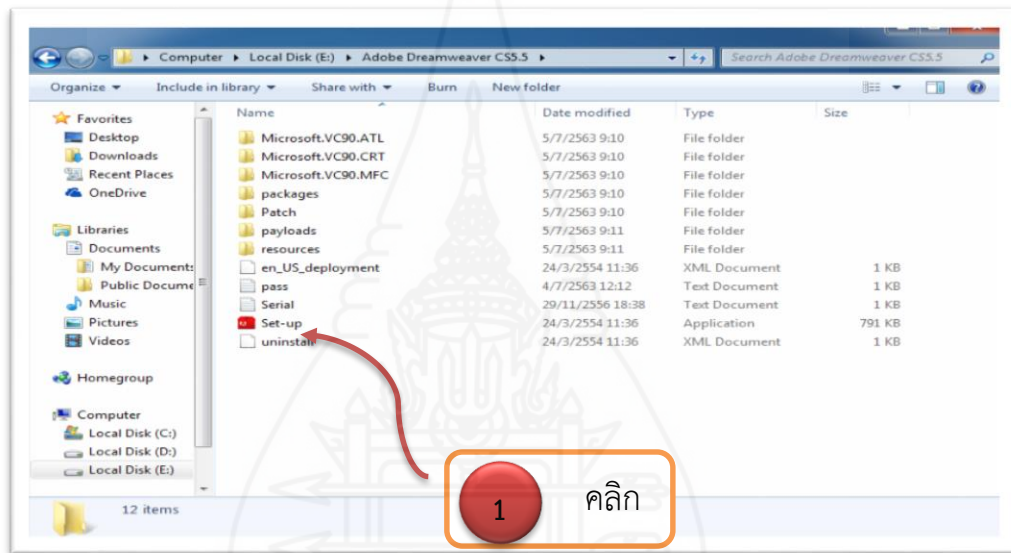 Computer ▸ Local Disk (E:) ▸ Adobe Dreamweaver CS5.5 ▸ Search Adobe Dreamweaver CS5.5
Organize Include in library Share with Burn New folder
Favorites
Desktop
Downloads
Recent Places
OneDrive
Libraries
Documents
My Documents
Public Docume
Music
Pictures
Videos
Homegroup
Computer
Local Disk (C:)
Local Disk (D:)
Local Disk (E:)
Name Date modified Type Size
Microsoft.VC90.ATL 5/7/2563 9:10 File folder
Microsoft.VC90.CRT 5/7/2563 9:10 File folder
Microsoft.VC90.MFC 5/7/2563 9:10 File folder
packages 5/7/2563 9:10 File folder
Patch 5/7/2563 9:10 File folder
payloads 5/7/2563 9:11 File folder
resources 5/7/2563 9:11 File folder
en_US_deployment 24/3/2554 11:36 XML Document 1 KB
pass 4/7/2563 12:12 Text Document 1 KB
Serial 29/11/2556 18:38 Text Document 1 KB
Set-up 24/3/2554 11:36 Application 791 KB
uninstall 24/3/2554 11:36 XML Document 1 KB
12 items
1 คลิก